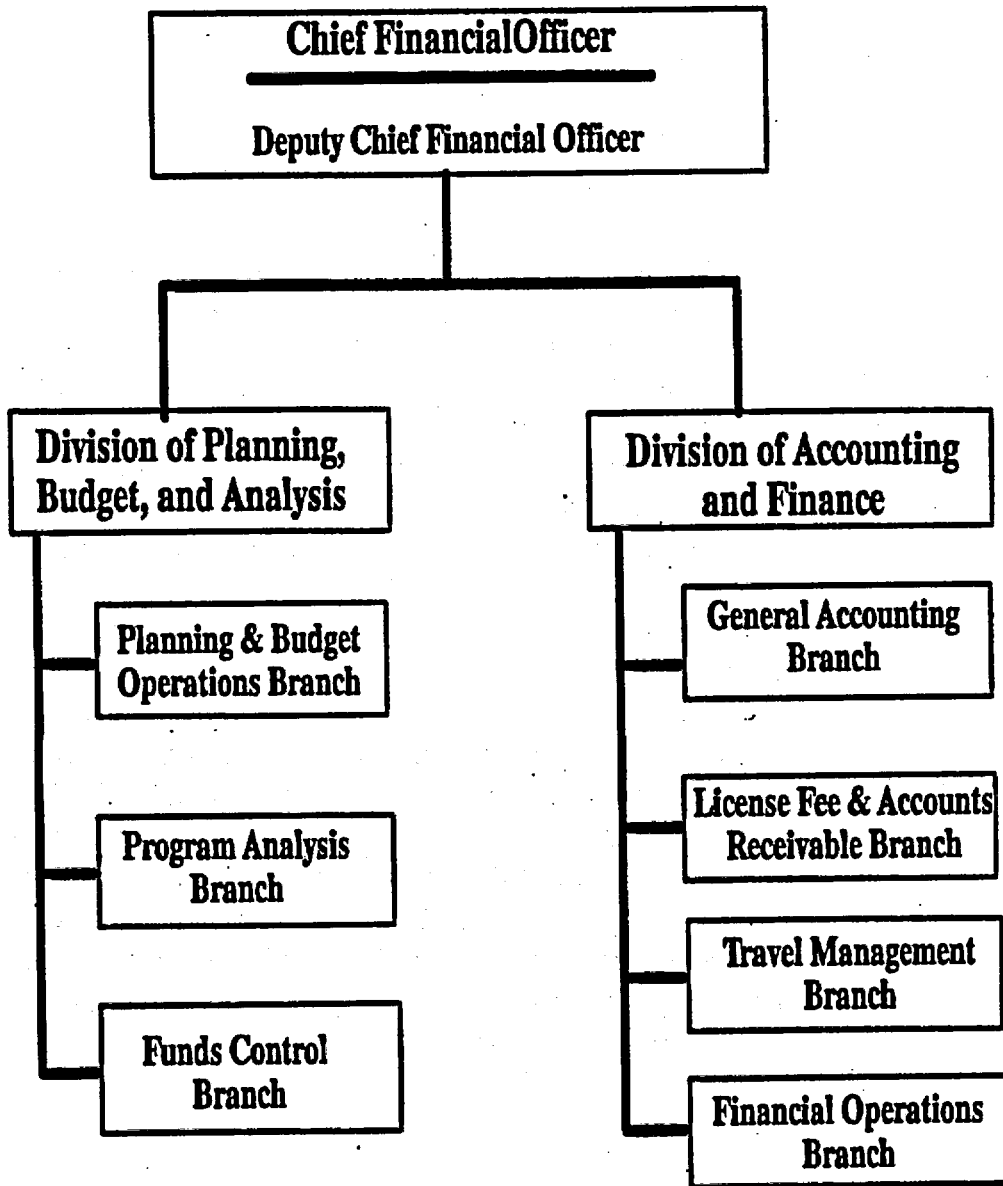 Chief FinancialOfficer
Deputy Chief Financial Officer
Division of Planning,
Budget, and Analysis
Planning & Budget
Operations Branch
Program Analysis
Branch
Funds Control
Branch
Division of Accounting
and Finance
General Accounting
Branch
License Fee & Accounts
Receivable Branch
Travel Management
Branch
Financial Operations
Branch